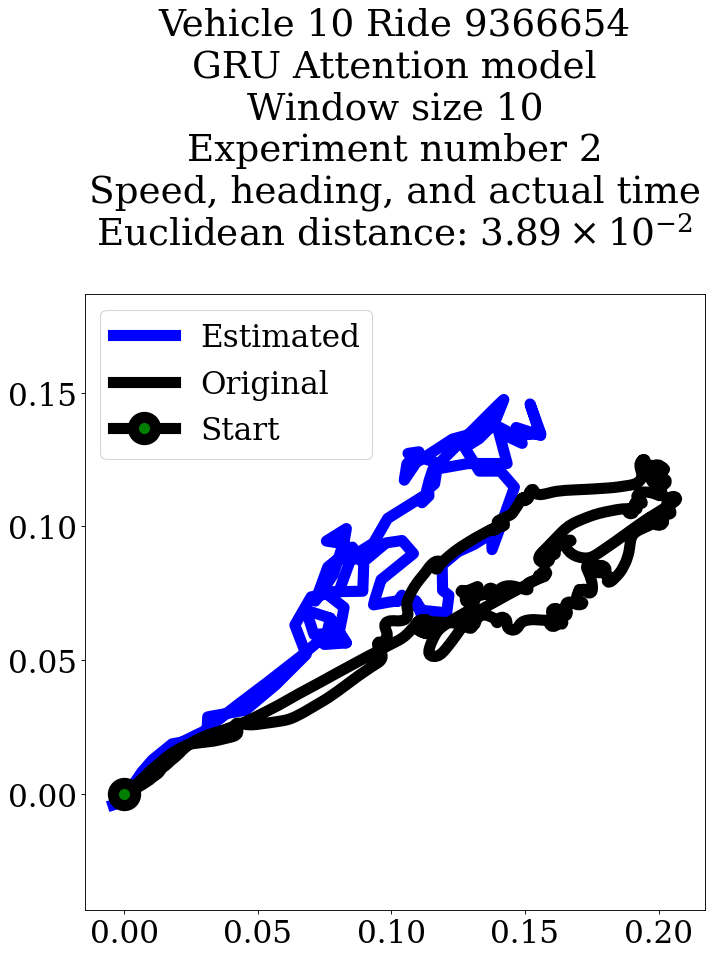 Vehicle 10 Ride 9366654
GRU Attention model
Window size 10
Experiment number 2
Speed, heading, and actual time
Euclidean distance: 3.89 × 10⁻²
Estimated
Original
Start
0.15
0.10
0.05
0.00
0.00 0.05 0.10 0.15 0.20